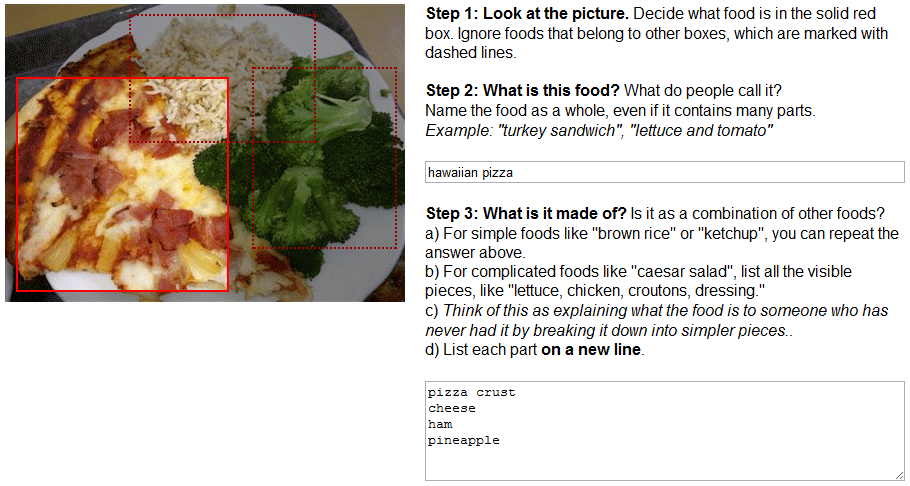 Step 1: Look at the picture. Decide what food is in the solid red
box. Ignore foods that belong to other boxes, which are marked with
dashed lines.
Step 2: What is this food? What do people call it?
Name the food as a whole, even if it contains many parts.
Example: "turkey sandwich", "lettuce and tomato"
hawaiian pizza
Step 3: What is it made of? Is it as a combination of other foods?
a) For simple foods like "brown rice" or "ketchup", you can repeat the
answer above.
b) For complicated foods like "caesar salad", list all the visible
pieces, like "lettuce, chicken, croutons, dressing."
c) Think of this as explaining what the food is to someone who has
never had it by breaking it down into simpler pieces..
d) List each part on a new line.
pizza crust
cheese
ham
pineapple